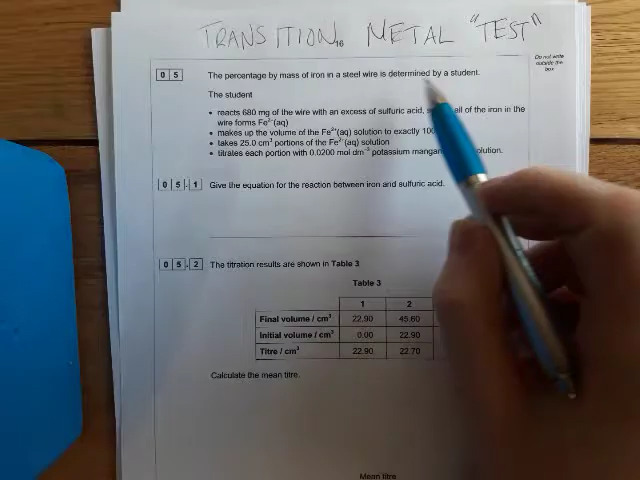 TRANSITION METAL "TEST"
16
Do not write
outside the
box
0 5
The percentage by mass of iron in a steel wire is determined by a student.
The student
• reacts 680 mg of the wire with an excess of sulfuric acid, all of the iron in the
wire forms Fe²⁺(aq)
• makes up the volume of the Fe²⁺(aq) solution to exactly 100
• takes 25.0 cm³ portions of the Fe²⁺(aq) solution
• titrates each portion with 0.0200 mol dm⁻³ potassium mangan solution.
0 5 . 1 Give the equation for the reaction between iron and sulfuric acid.
0 5 . 2 The titration results are shown in Table 3
Table 3
1 2
Final volume / cm³ 22.90 45.60
Initial volume / cm³ 0.00 22.90
Titre / cm³ 22.90 22.70
Calculate the mean titre.
Mean titre